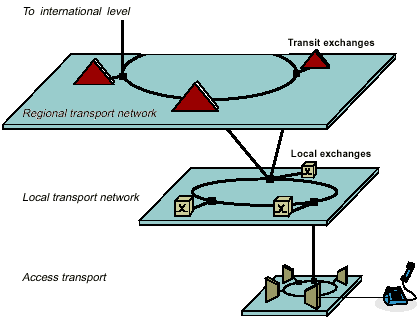 To international level
Transit exchanges
Regional transport network
Local exchanges
x
Local transport network
x
x
Access transport